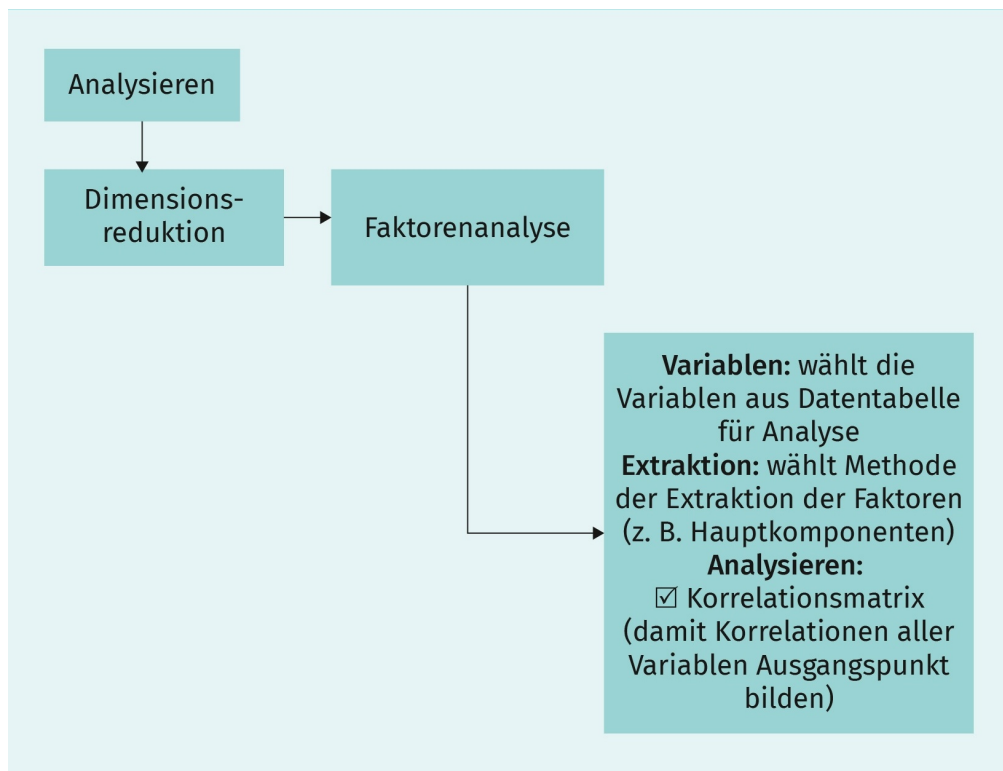 Analysieren
Dimensions-
reduktion
Faktorenanalyse
Variablen: wählt die
Variablen aus Datentabelle
für Analyse
Extraktion: wählt Methode
der Extraktion der Faktoren
(z. B. Hauptkomponenten)
Analysieren:
☑ Korrelationsmatrix
(damit Korrelationen aller
Variablen Ausgangspunkt
bilden)